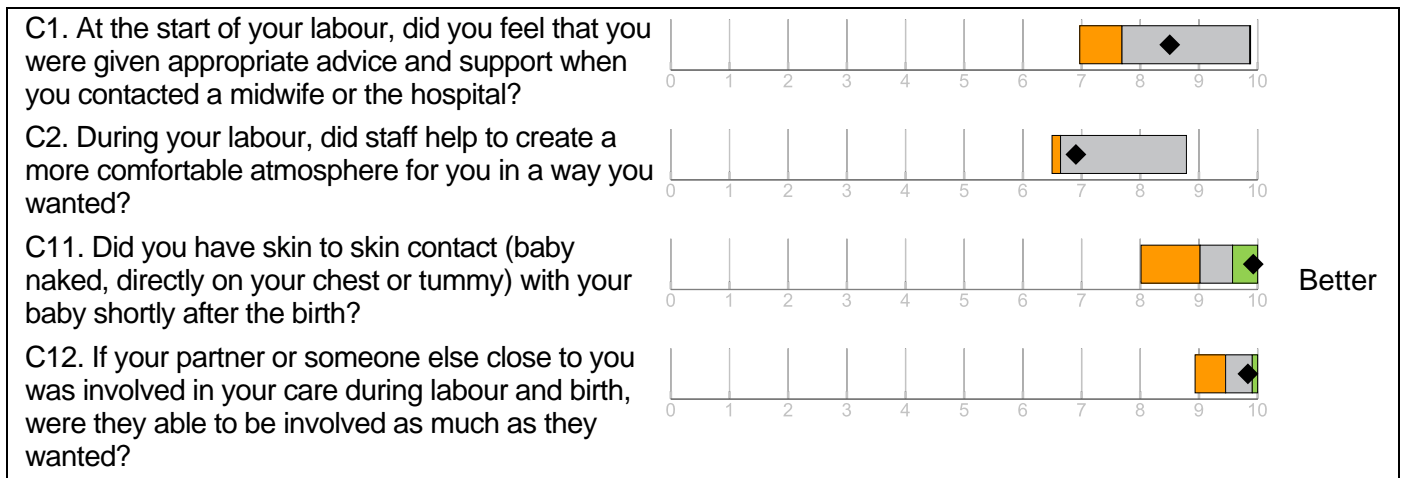 C1. At the start of your labour, did you feel that you
were given appropriate advice and support when
you contacted a midwife or the hospital?
0 1 2 3 4 5 6 7 8 9 10
C2. During your labour, did staff help to create a
more comfortable atmosphere for you in a way you
wanted?
0 1 2 3 4 5 6 7 8 9 10
C11. Did you have skin to skin contact (baby
naked, directly on your chest or tummy) with your
baby shortly after the birth?
0 1 2 3 4 5 6 7 8 9 10
Better
C12. If your partner or someone else close to you
was involved in your care during labour and birth,
were they able to be involved as much as they
wanted?
0 1 2 3 4 5 6 7 8 9 10